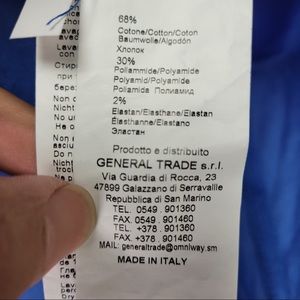 68%
Cotone/Cotton/Coton
Baumwolle/Algodón
Хлопок
30%
Poliammide/Polyamide
Polyamid/Polyamide
Poliamida Полиамид
2%
Elastan/Elasthane/Elastan
Élasthanne/Elastano
Эластан
Prodotto e distribuito
GENERAL TRADE s.r.l.
Via Guardia di Rocca, 23
47899 Galazzano di Serravallle
Repubblica di San Marino
TEL. 0549 . 901360
FAX. 0549 . 901460
TEL. +378 . 901360
FAX. +378 . 901460
MAIL: generaltrade@omniway.sm
MADE IN ITALY